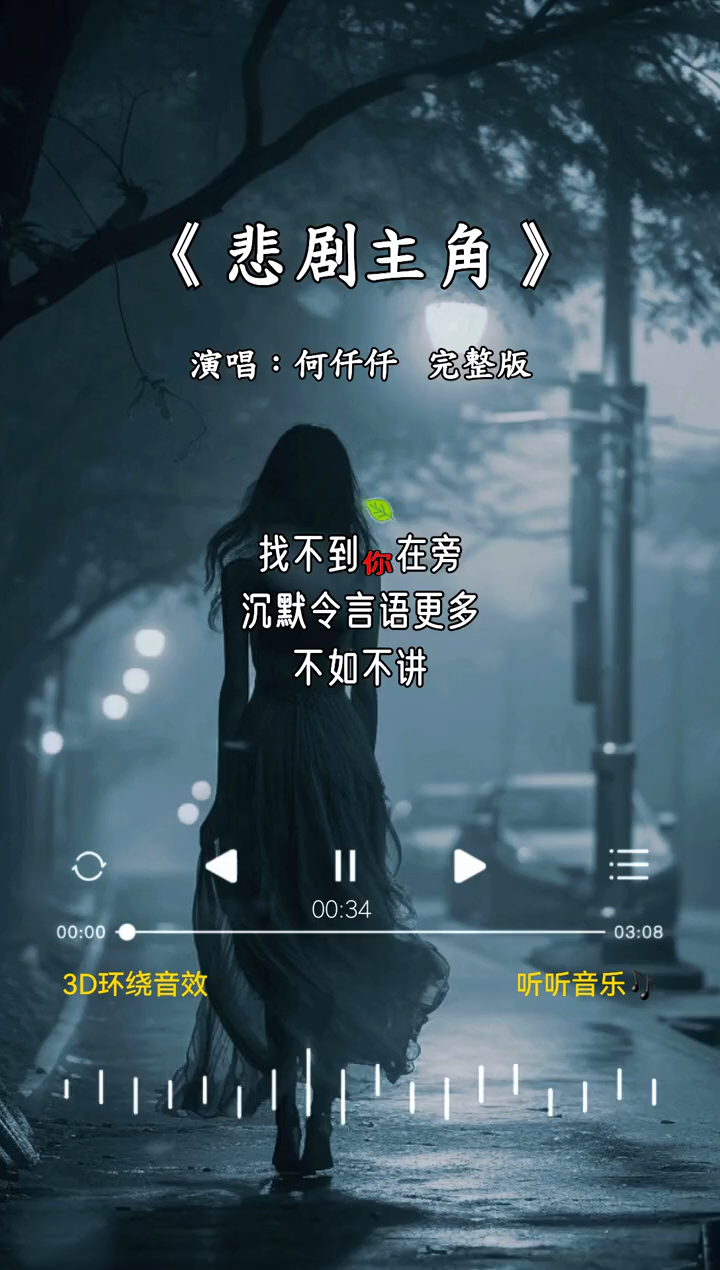 《悲剧主角》
演唱：何仟仟 完整版
找不到你在旁
沉默令言语更多
不如不讲
00:34
00:00 03:08
3D环绕音效 听听音乐🎶